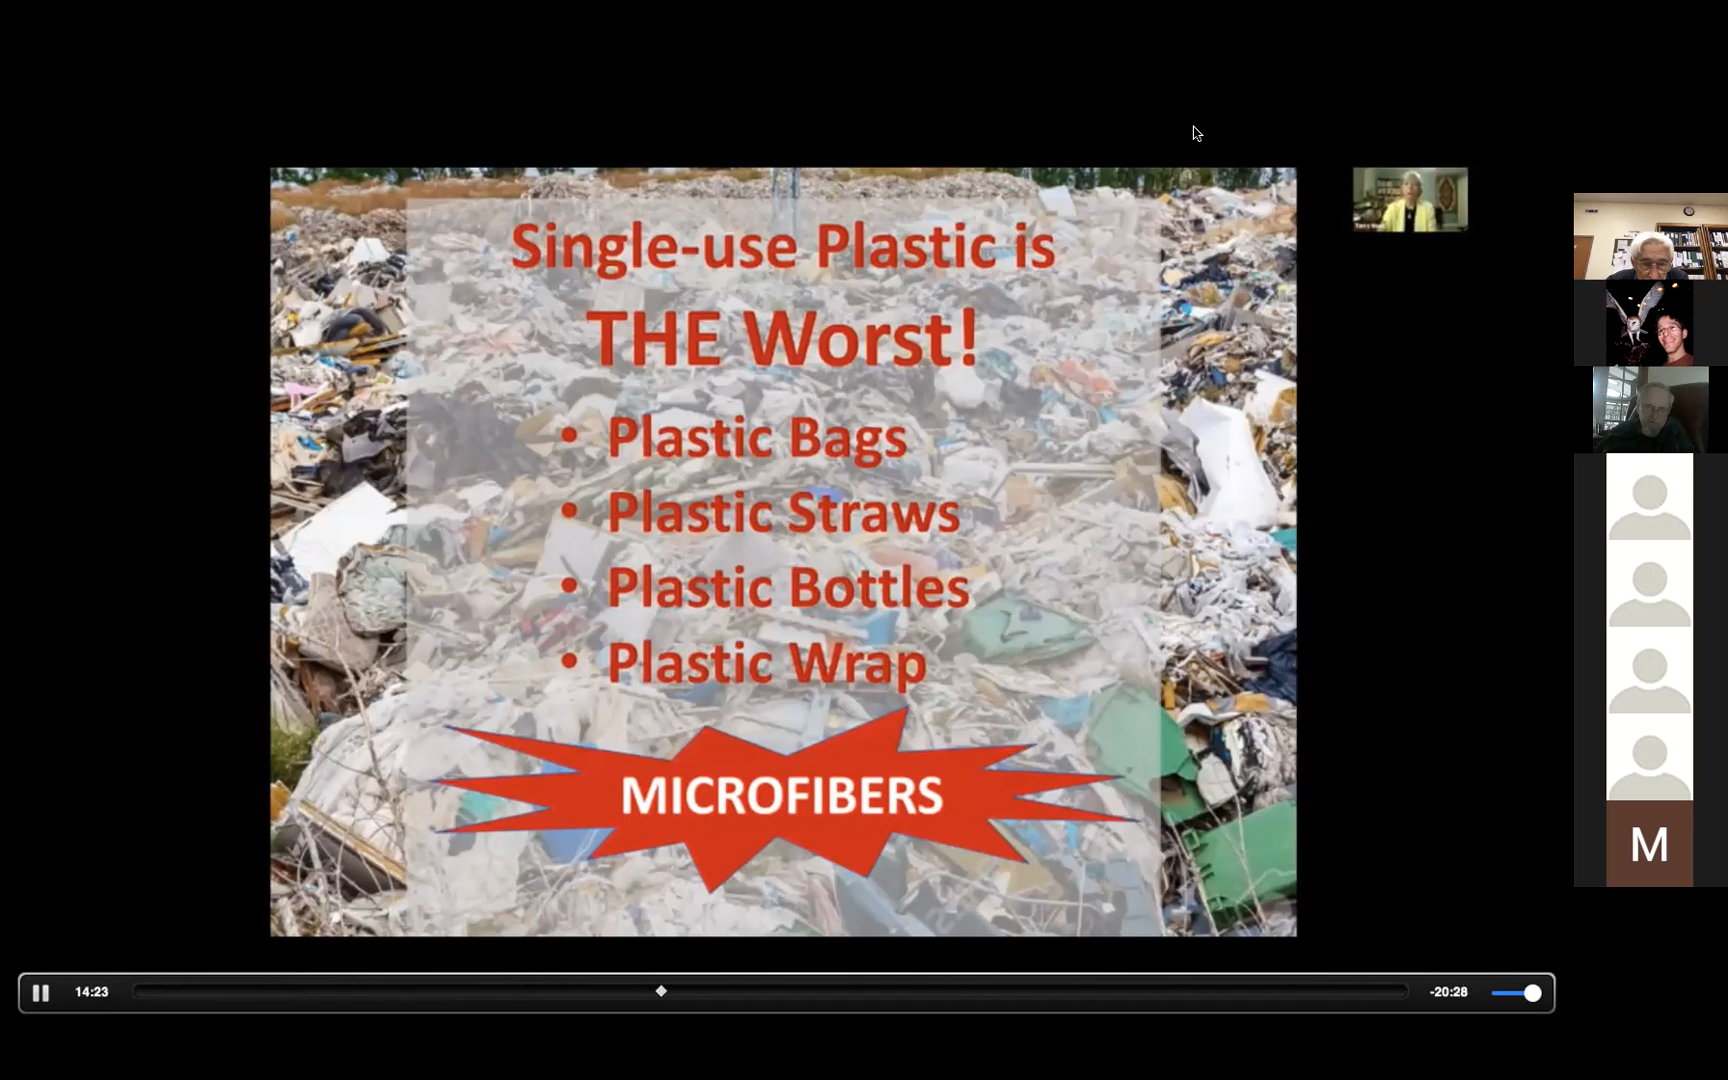 Single-use Plastic is
THE Worst!
• Plastic Bags
• Plastic Straws
• Plastic Bottles
• Plastic Wrap
MICROFIBERS
14:23
-20:28
M